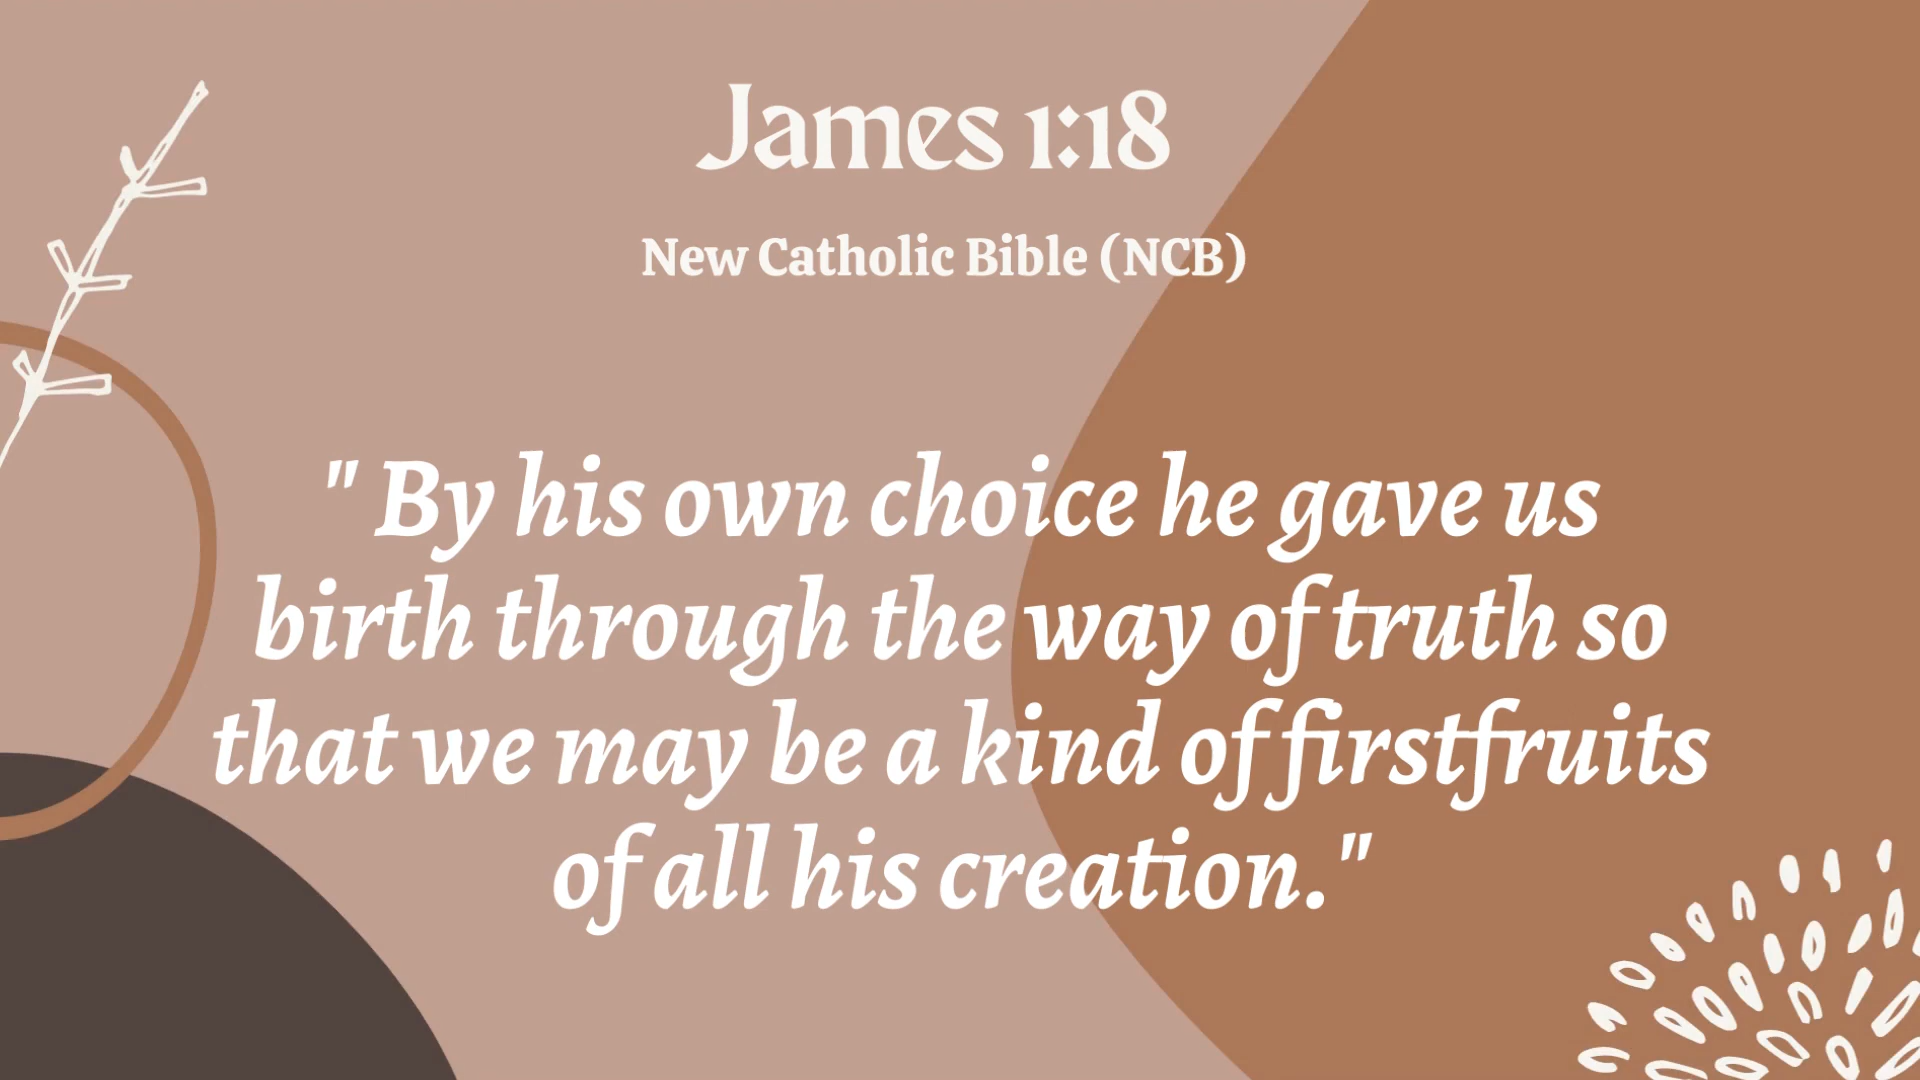 James 1:18
New Catholic Bible (NCB)
" By his own choice he gave us
birth through the way of truth so
that we may be a kind of firstfruits
of all his creation."